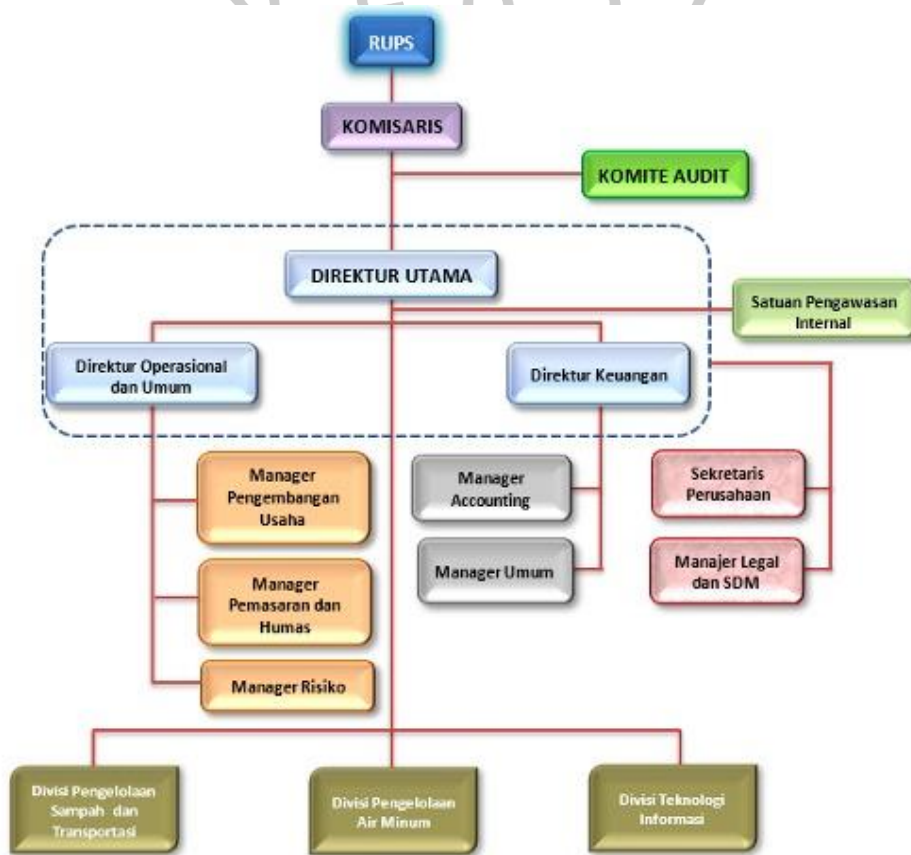 RUPS
KOMISARIS
KOMITE AUDIT
DIREKTUR UTAMA
Satuan Pengawasan
Internal
Direktur Operasional
dan Umum
Direktur Keuangan
Manager
Pengembangan
Usaha
Manager
Accounting
Sekretaris
Perusahaan
Manager
Pemasaran dan
Humas
Manager Umum
Manajer Legal
dan SDM
Manager Risiko
Divisi Pengelolaan
Sampah dan
Transportasi
Divisi Pengelolaan
Air Minum
Divisi Teknologi
Informasi